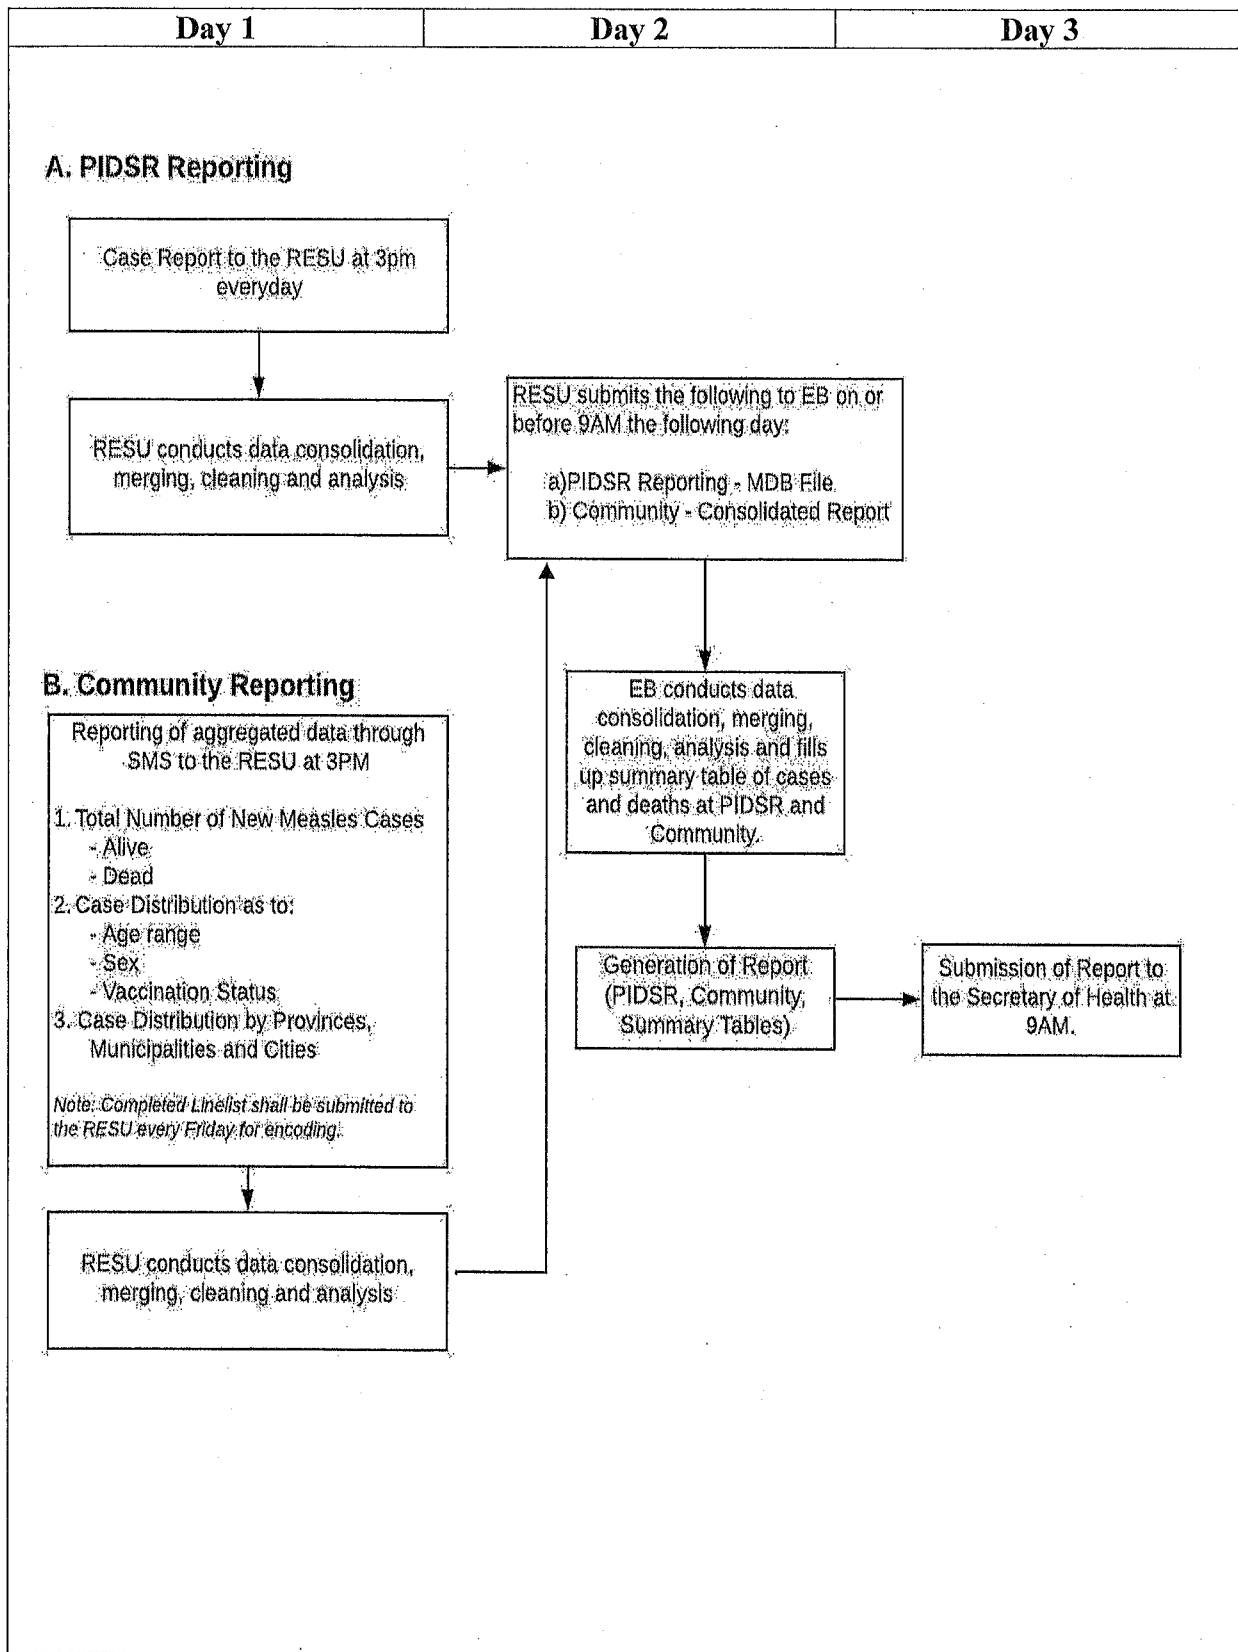 Day 1
Day 2
Day 3
A. PIDSR Reporting
Case Report to the RESU at 3pm
everyday
RESU conducts data consolidation,
merging, cleaning and analysis
RESU submits the following to EB on or
before 9AM the following day:
a)PIDSR Reporting - MDB File
b) Community - Consolidated Report
B. Community Reporting
Reporting of aggregated data through
SMS to the RESU at 3PM
1. Total Number of New Measles Cases
- Alive
- Dead
2. Case Distribution as to:
- Age range
- Sex
- Vaccination Status
3. Case Distribution by Provinces,
Municipalities and Cities
Note: Completed Linelist shall be submitted to
the RESU every Friday for encoding.
RESU conducts data consolidation,
merging, cleaning and analysis
EB conducts data
consolidation, merging,
cleaning, analysis and fills
up summary table of cases
and deaths at PIDSR and
Community.
Generation of Report
(PIDSR, Community,
Summary Tables)
Submission of Report to
the Secretary of Health at
9AM.